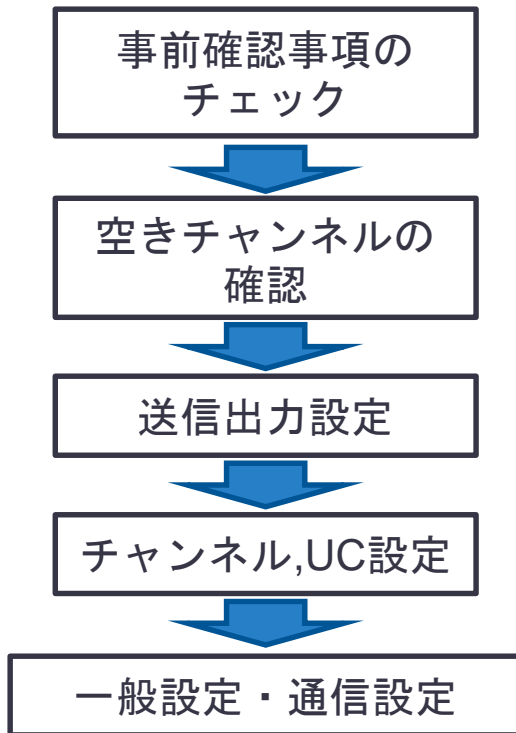 事前確認事項の
チェック
空きチャンネルの
確認
送信出力設定
チャンネル,UC設定
一般設定・通信設定